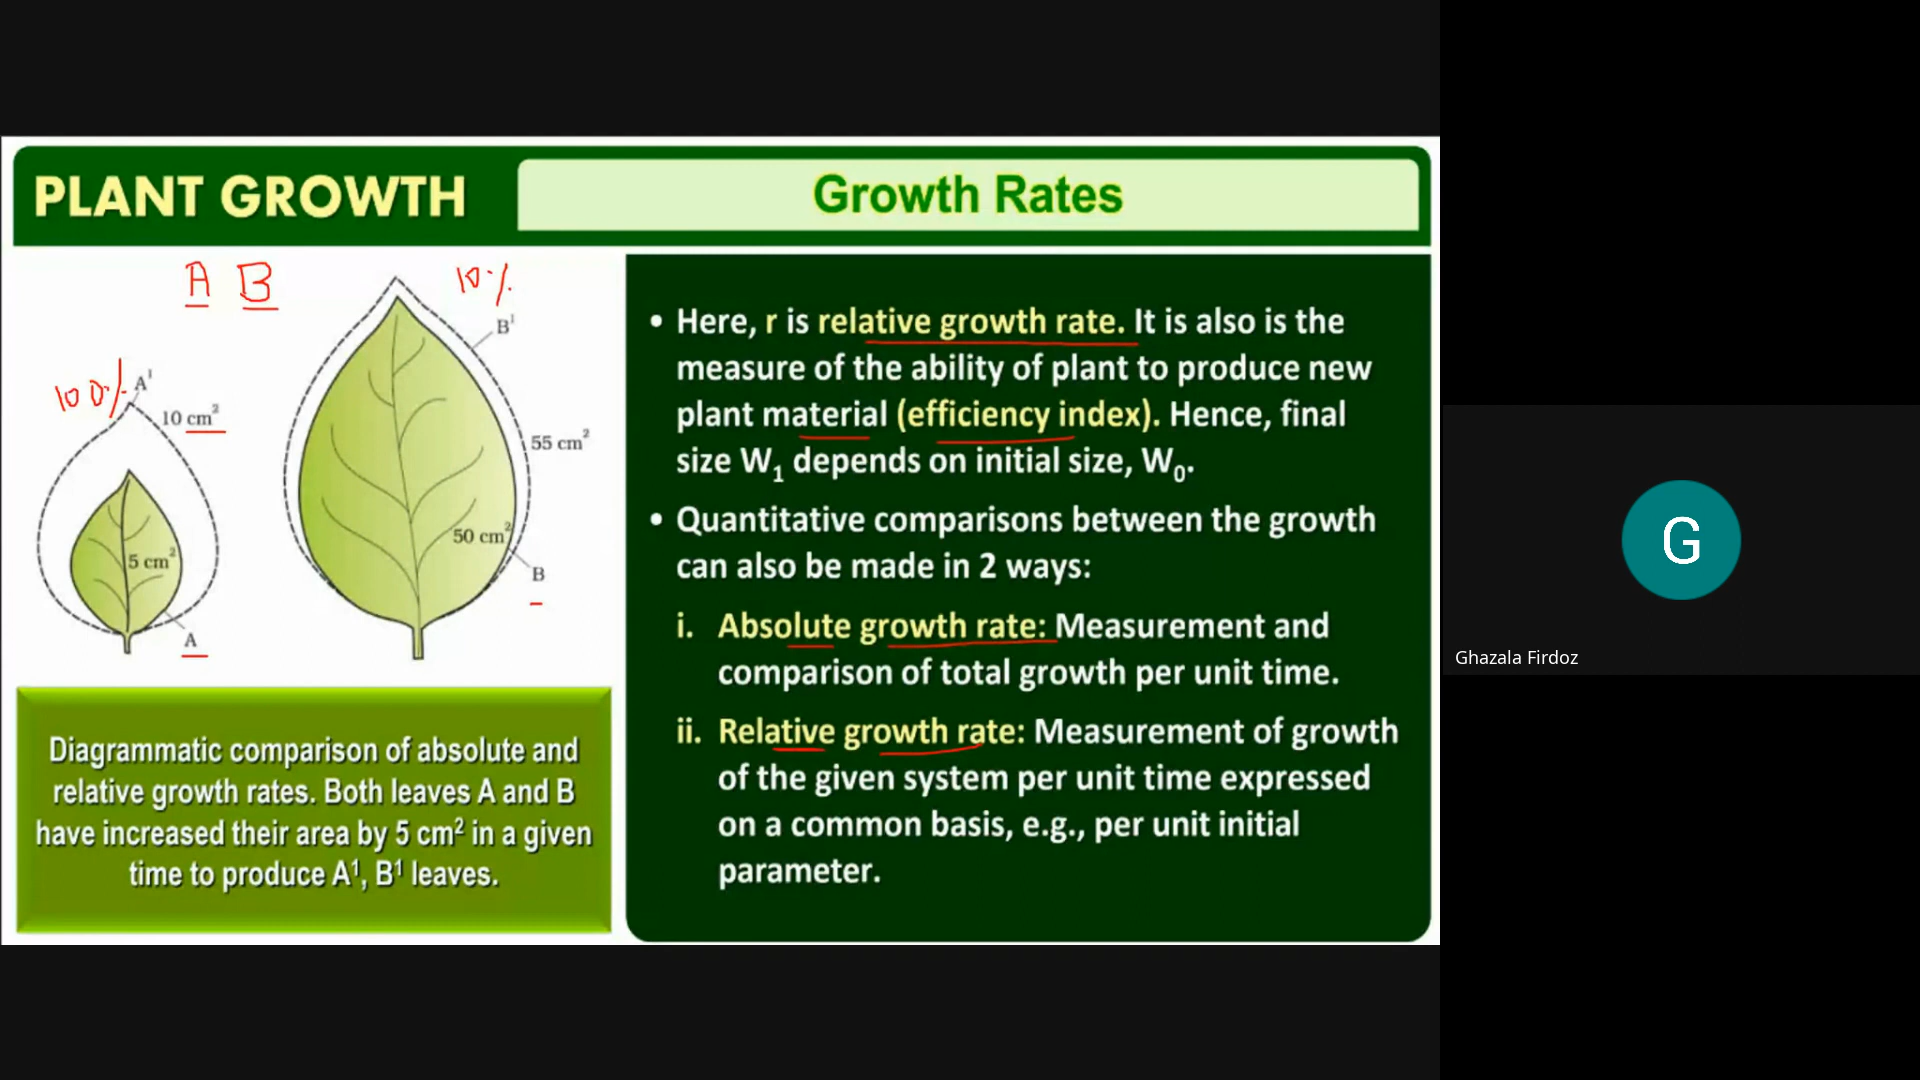 PLANT GROWTH
Growth Rates
A B
10%
B¹
100%
A¹
10 cm²
55 cm²
50 cm²
5 cm²
B
A
Diagrammatic comparison of absolute and
relative growth rates. Both leaves A and B
have increased their area by 5 cm² in a given
time to produce A¹, B¹ leaves.
• Here, r is relative growth rate. It is also is the
measure of the ability of plant to produce new
plant material (efficiency index). Hence, final
size W₁ depends on initial size, W₀.
• Quantitative comparisons between the growth
can also be made in 2 ways:
i. Absolute growth rate: Measurement and
comparison of total growth per unit time.
ii. Relative growth rate: Measurement of growth
of the given system per unit time expressed
on a common basis, e.g., per unit initial
parameter.
G
Ghazala Firdoz